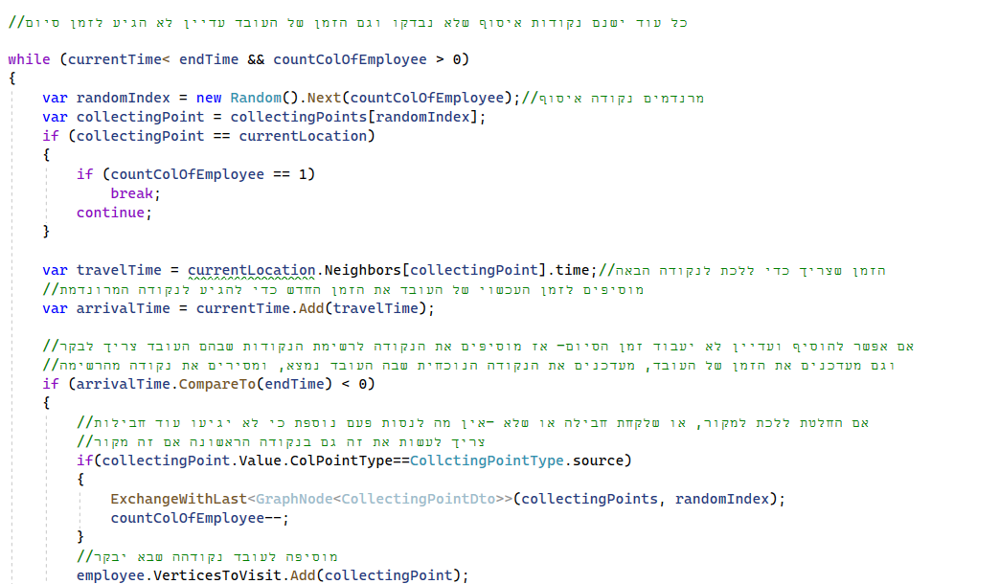 //כל עוד ישנם נקודות איסוף שלא נבדקו וגם הזמן של העובד עדיין לא הגיע לזמן סיום
while (currentTime< endTime && countColOfEmployee > 0)
{
var randomIndex = new Random().Next(countColOfEmployee);//מרנדמים נקודה איסוף
var collectingPoint = collectingPoints[randomIndex];
if (collectingPoint == currentLocation)
{
if (countColOfEmployee == 1)
break;
continue;
}
var travelTime = currentLocation.Neighbors[collectingPoint].time;//הזמן שצריך כדי ללכת לנקודה הבאה
//מוסיפים לזמן העכשוי של העובד את הזמן החדש כדי להגיע לנקודה המרונדמת
var arrivalTime = currentTime.Add(travelTime);
//אם אפשר להוסיף ועדיין לא יעבוד זמן הסיום- אז מוסיפים את הנקודה לרשימת הנקודות שבהם העובד צריך לבקר
//וגם מעדכנים את הזמן של העובד, מעדכנים את הנקודה הנוכחית שבה העובד נמצא, ומסירים את נקודה מהרשימה
if (arrivalTime.CompareTo(endTime) < 0)
{
//אם החלטת ללכת למקור, או שלקחת חבילה או שלא -אין מה לנסות פעם נוספת כי לא יגיעו עוד חבילות
//צריך לעשות את זה גם בנקודה הראשונה אם זה מקור
if(collectingPoint.Value.ColPointType==CollctingPointType.source)
{
ExchangeWithLast<GraphNode<CollectingPointDto>>(collectingPoints, randomIndex);
countColOfEmployee--;
}
//מוסיפה לעובד נקודהה שבא יבקר
employee.VerticesToVisit.Add(collectingPoint);